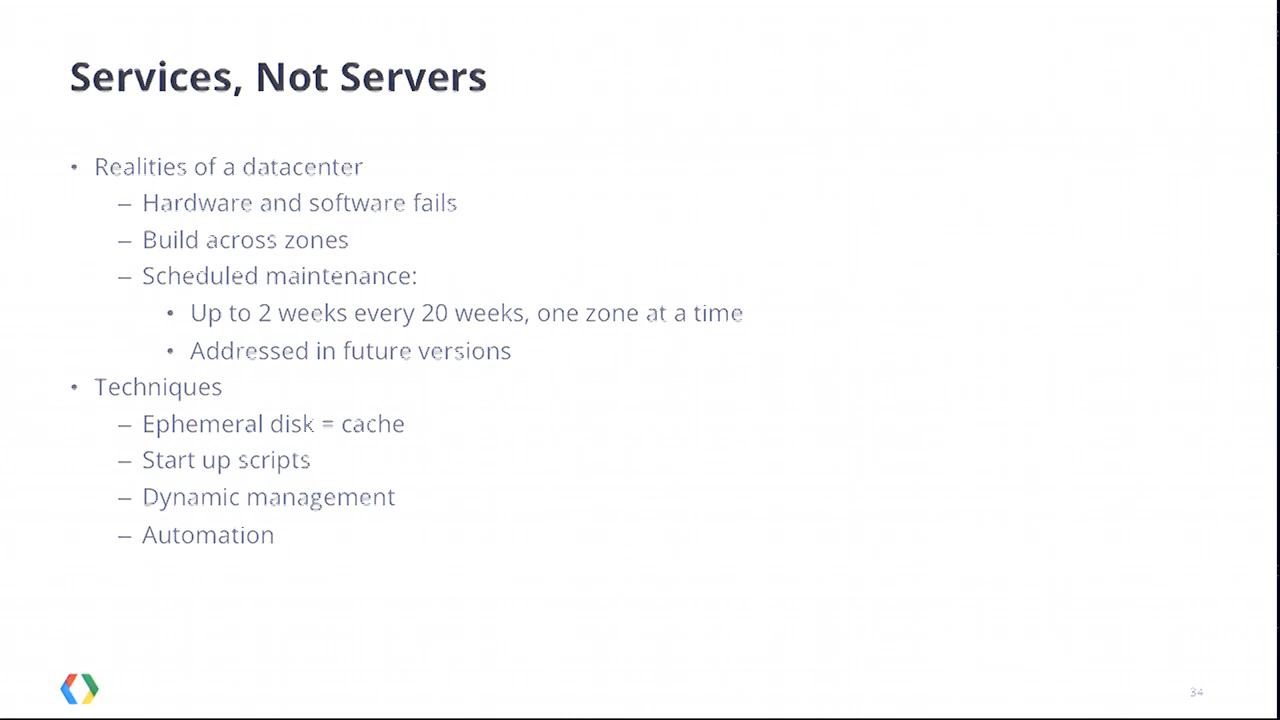 Services, Not Servers
• Realities of a datacenter
– Hardware and software fails
– Build across zones
– Scheduled maintenance:
• Up to 2 weeks every 20 weeks, one zone at a time
• Addressed in future versions
• Techniques
– Ephemeral disk = cache
– Start up scripts
– Dynamic management
– Automation
34